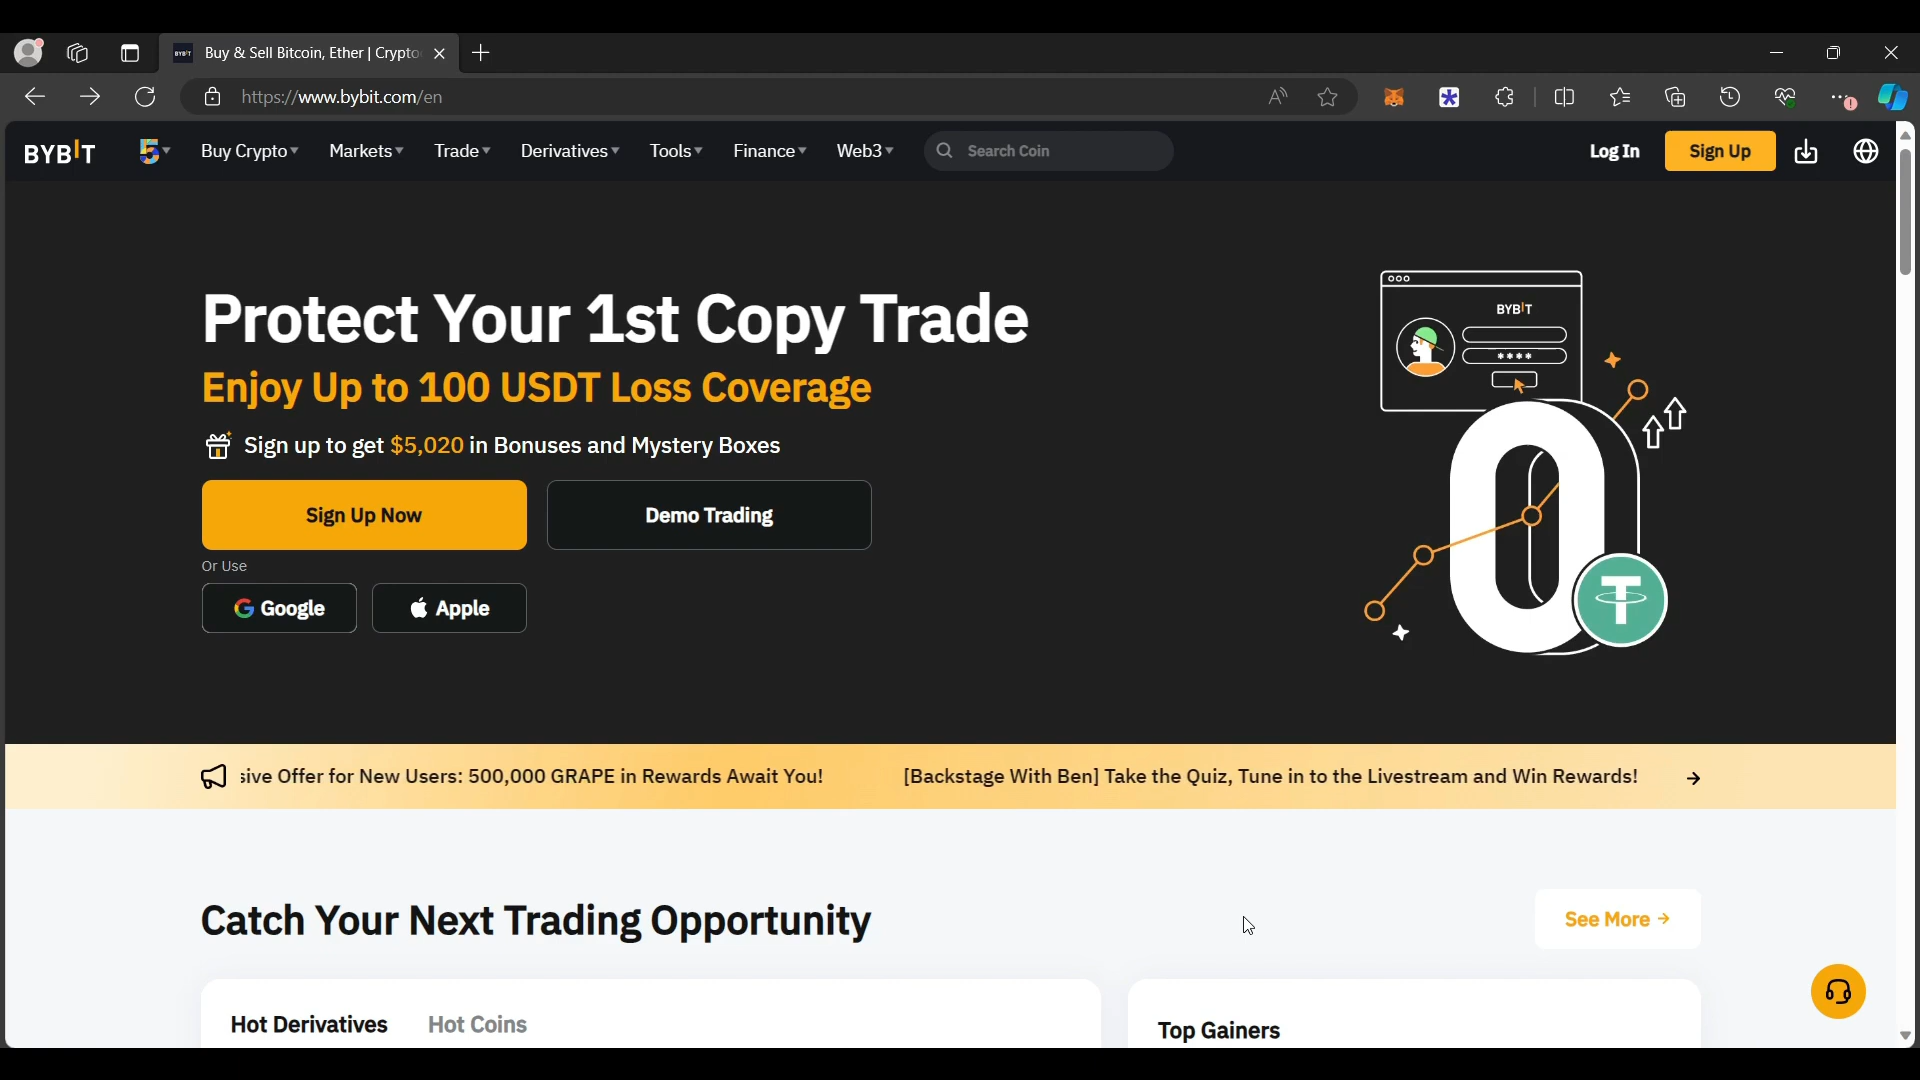 Buy & Sell Bitcoin, Ether | Crypto
https://www.bybit.com/en
BYBIT
5
Buy Crypto
Markets
Trade
Derivatives
Tools
Finance
Web3
Search Coin
Log In
Sign Up
Protect Your 1st Copy Trade
Enjoy Up to 100 USDT Loss Coverage
Sign up to get $5,020 in Bonuses and Mystery Boxes
Sign Up Now
Demo Trading
Or Use
Google
Apple
BYBIT
****
0
sive Offer for New Users: 500,000 GRAPE in Rewards Await You!
[Backstage With Ben] Take the Quiz, Tune in to the Livestream and Win Rewards!
Catch Your Next Trading Opportunity
See More
Hot Derivatives
Hot Coins
Top Gainers